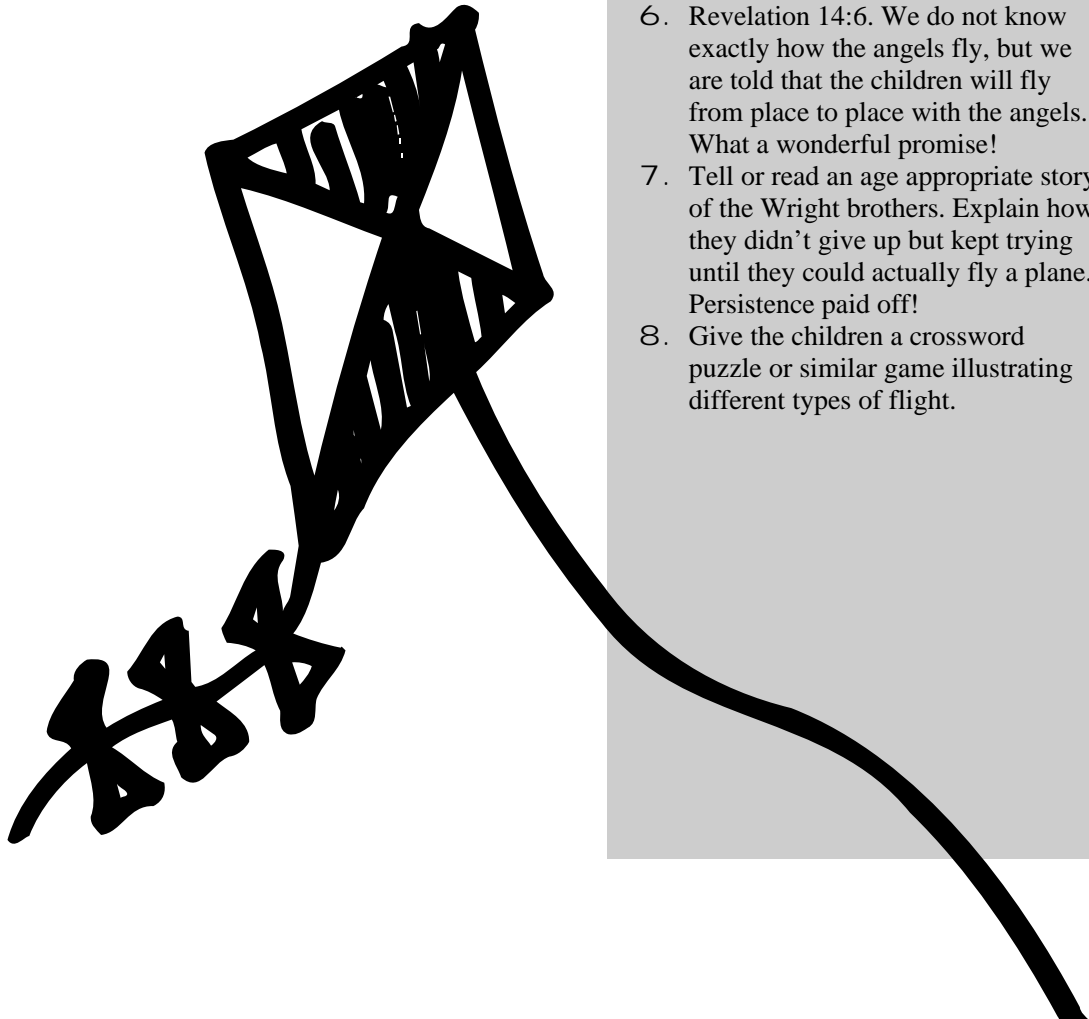 6. Revelation 14:6. We do not know
exactly how the angels fly, but we
are told that the children will fly
from place to place with the angels.
What a wonderful promise!
7. Tell or read an age appropriate story
of the Wright brothers. Explain how
they didn’t give up but kept trying
until they could actually fly a plane.
Persistence paid off!
8. Give the children a crossword
puzzle or similar game illustrating
different types of flight.